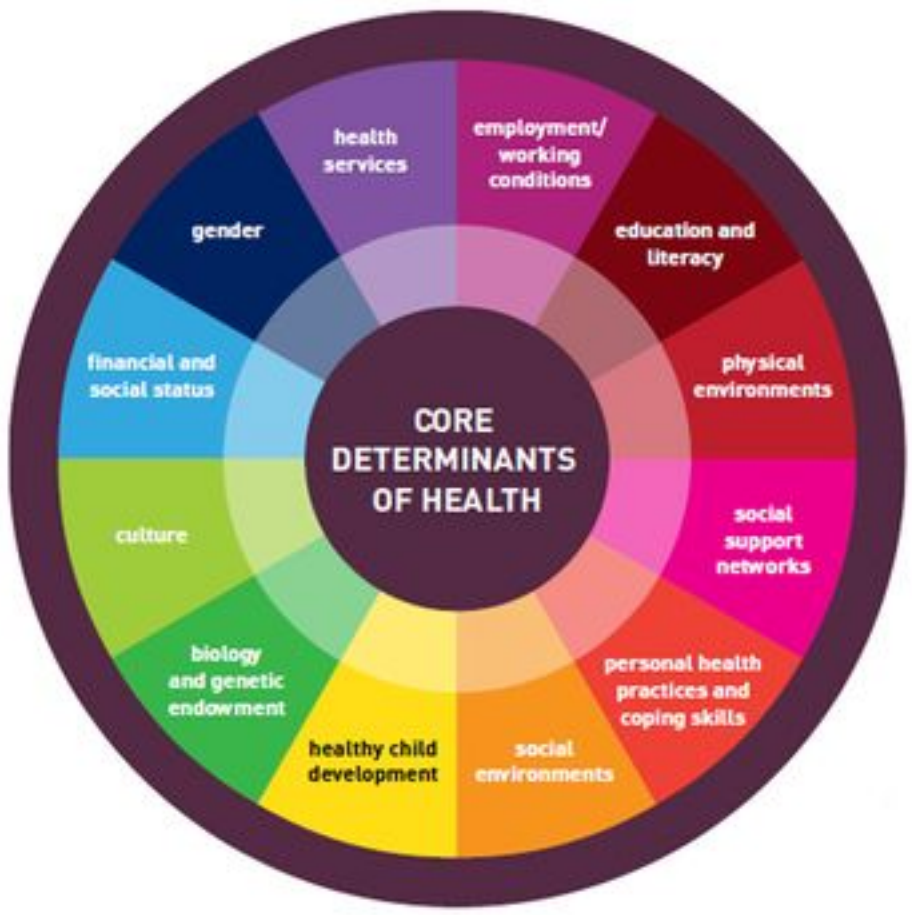 CORE
DETERMINANTS
OF HEALTH
employment/
working
conditions
education and
literacy
physical
environments
social
support
networks
personal health
practices and
coping skills
social
environments
healthy child
development
biology
and genetic
endowment
culture
financial and
social status
gender
health
services